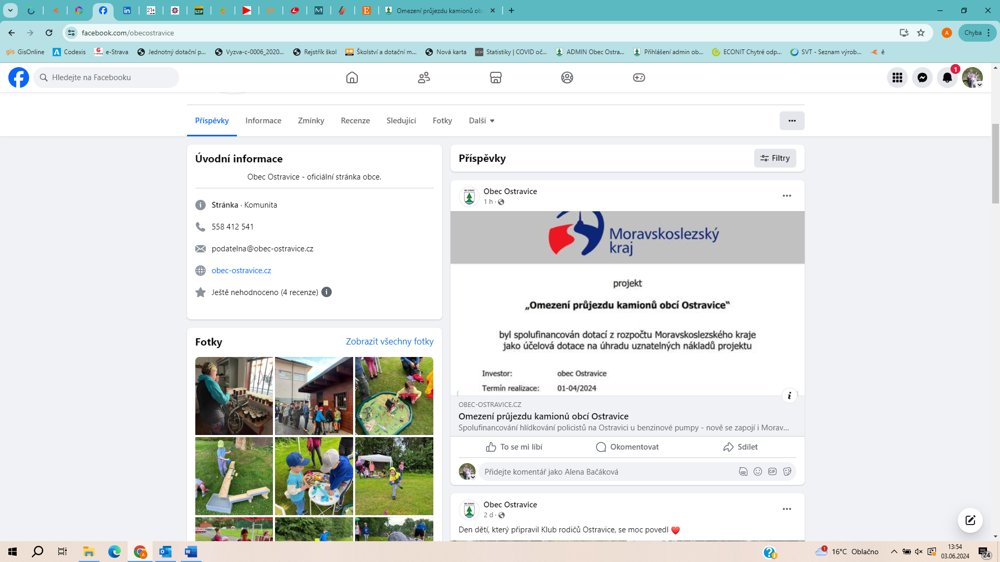 Omezení průjezdu kamionů ob
facebook.com/obecostravice
Chyba
GisOnline
Codexis
e-Strava
Jednotný dotační p...
Vyzva-c-0006_2020...
Rejstřík škol
Školství a dotační m...
Nová karta
Statistiky | COVID oč...
ADMIN Obec Ostra...
Přihlášení admin ob...
ECONIT Chytré odp...
SVT - Seznam výrob...
ě
Hledejte na Facebooku
1
Příspěvky
Informace
Zmínky
Recenze
Sledující
Fotky
Další
Úvodní informace
Obec Ostravice - oficiální stránka obce.
Stránka · Komunita
558 412 541
podatelna@obec-ostravice.cz
obec-ostravice.cz
Ještě nehodnoceno (4 recenze)
Fotky
Zobrazit všechny fotky
Příspěvky
Filtry
Obec Ostravice
1 h ·
Moravskoslezský
kraj
projekt
„Omezení průjezdu kamionů obcí Ostravice“
byl spolufinancován dotací z rozpočtu Moravskoslezského kraje
jako účelová dotace na úhradu uznatelných nákladů projektu
Investor: obec Ostravice
Termín realizace: 01-04/2024
OBEC-OSTRAVICE.CZ
Omezení průjezdu kamionů obcí Ostravice
Spolufinancování hlídkování policistů na Ostravici u benzinové pumpy - nově se zapojí i Morav...
To se mi líbí
Okomentovat
Sdílet
Přidejte komentář jako Alena Bačáková
GIF
Obec Ostravice
2 d ·
Den dětí, který připravil Klub rodičů Ostravice, se moc povedl
16°C Oblačno
13:54
03.06.2024
24